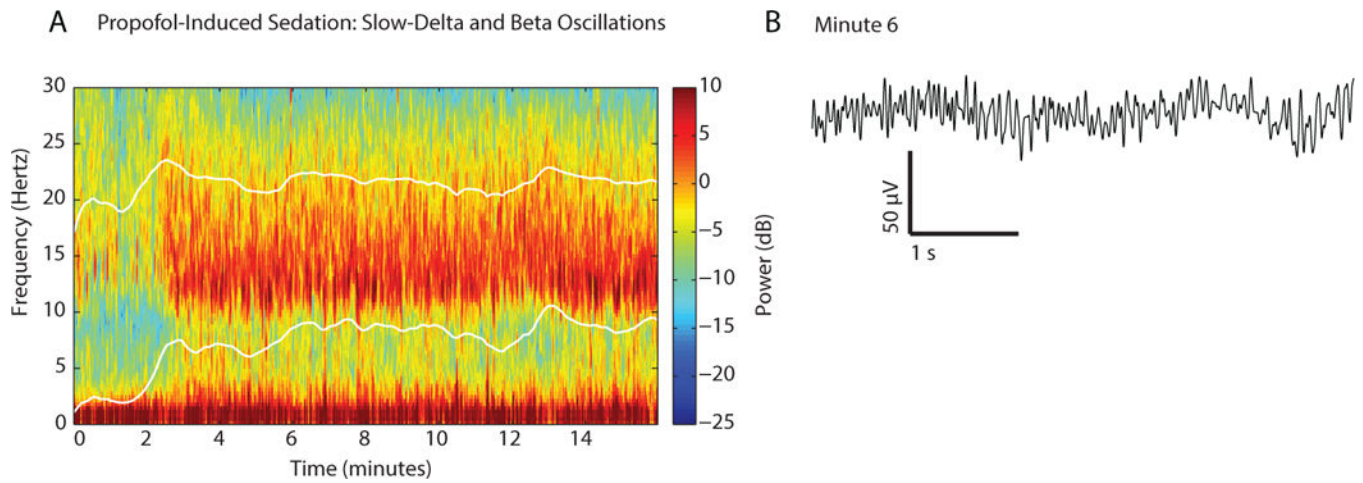 A Propofol-Induced Sedation: Slow-Delta and Beta Oscillations
Frequency (Hertz)
30
25
20
15
10
5
0
0 2 4 6 8 10 12 14
Time (minutes)
10
5
0
−5
−10
−15
−20
−25
Power (dB)
B Minute 6
50 μV
1 s